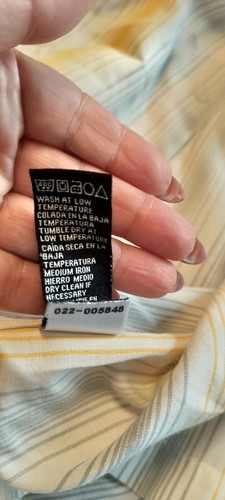 WASH AT LOW
TEMPERATURE
COLADA EN LA BAJA
TEMPERATURA
TUMBLE DRY AT
LOW TEMPERATURE
CAÍDA SECA EN LA
BAJA
TEMPERATURA
MEDIUM IRON
HIERRO MEDIO
DRY CLEAN IF
NECESSARY
022-005848